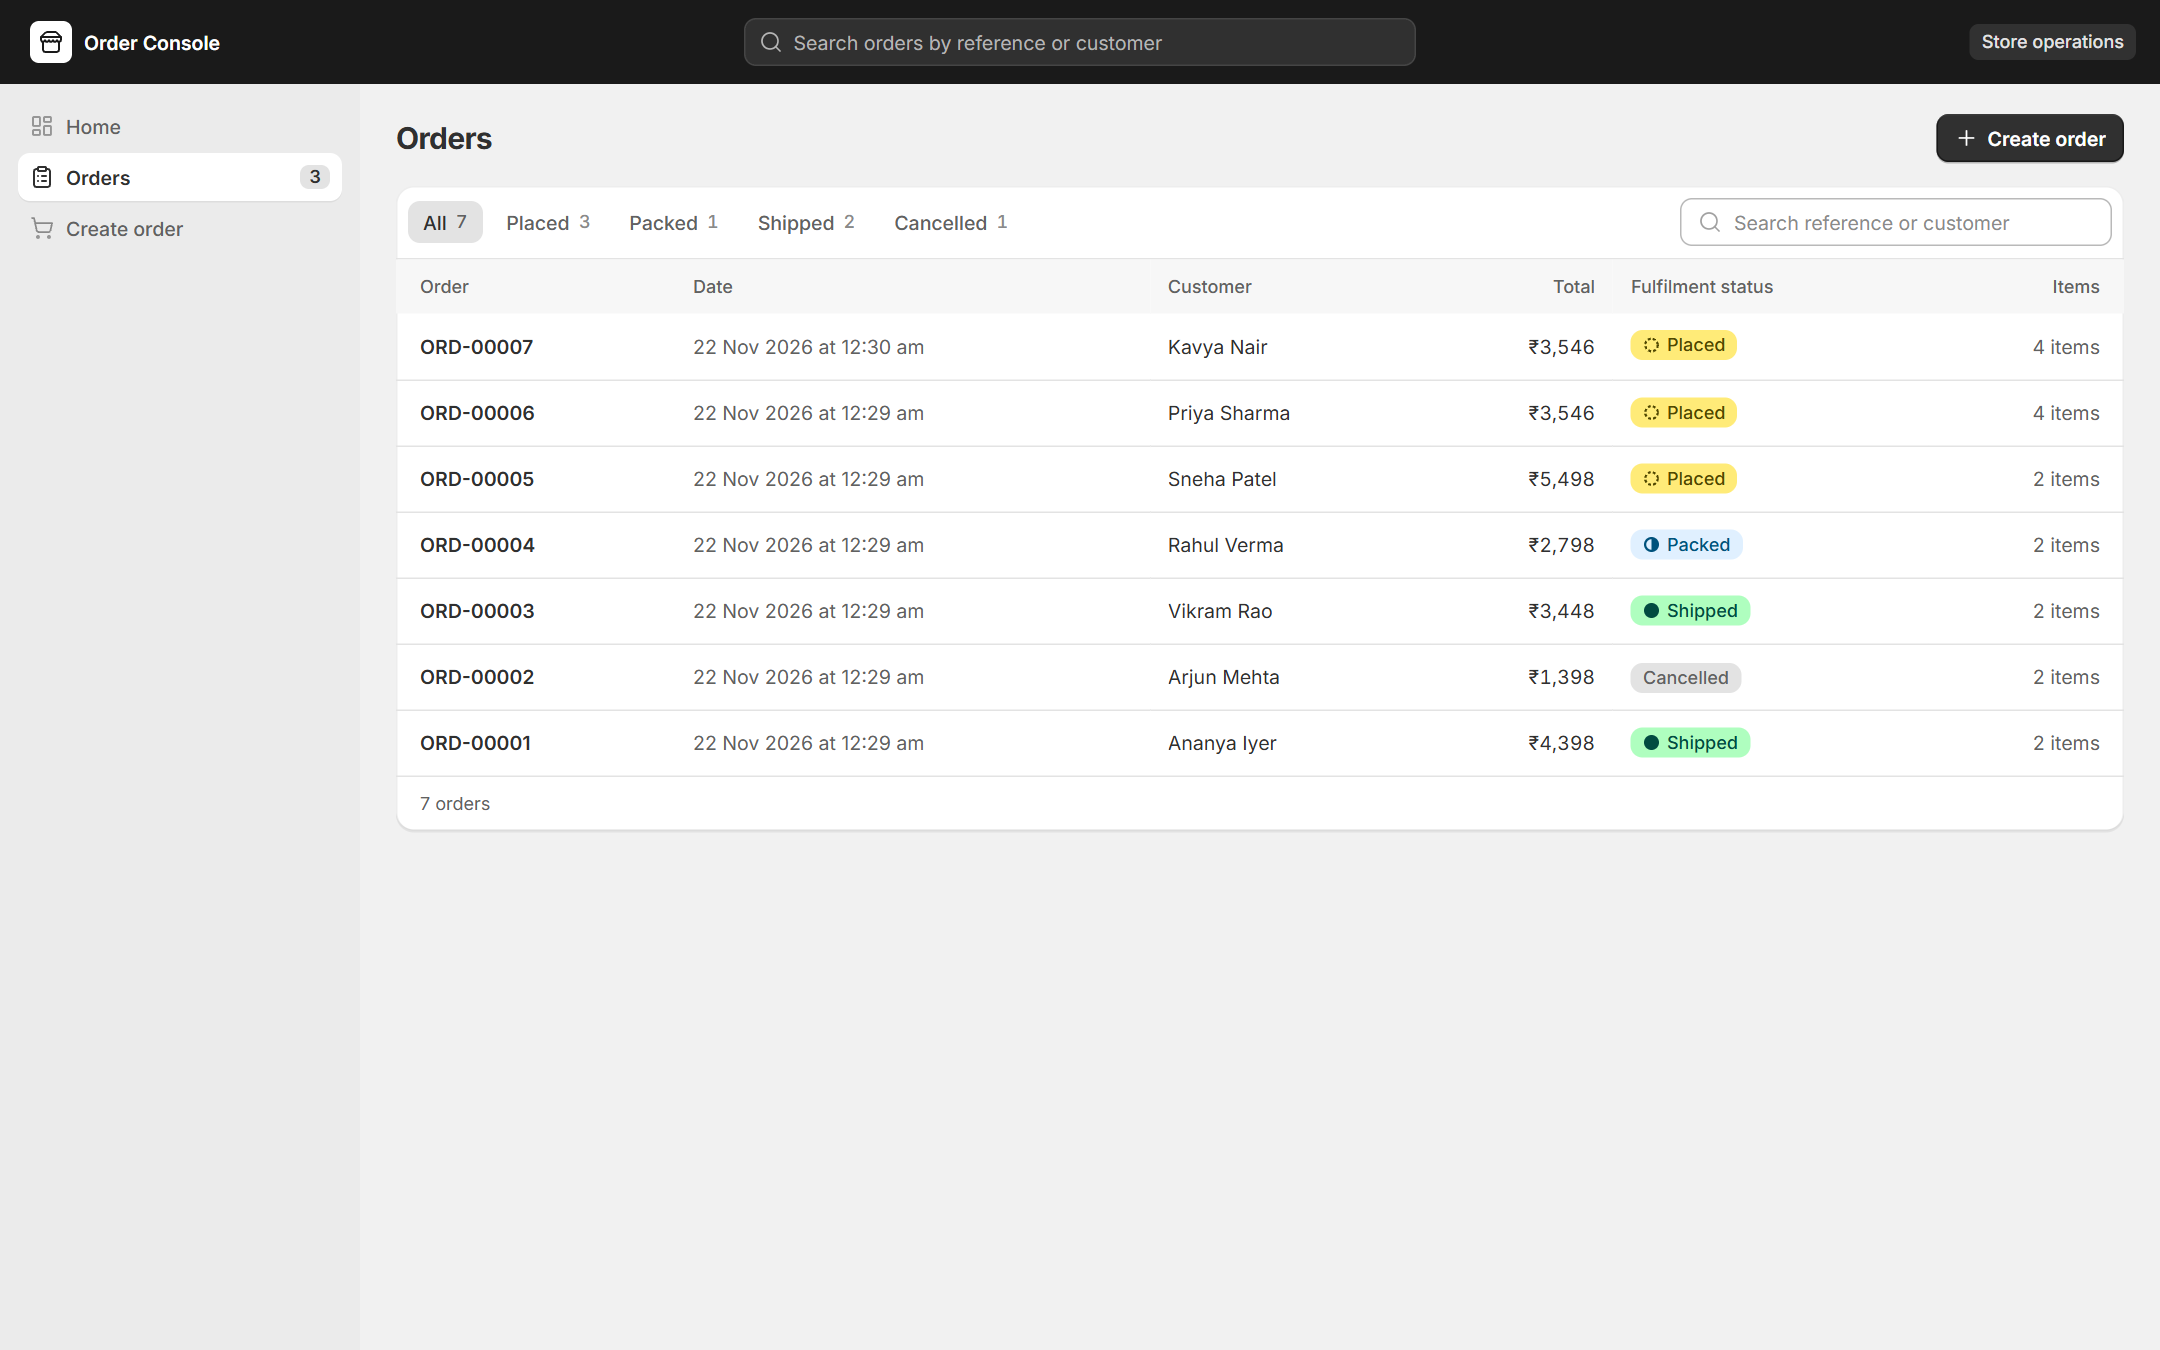 Order Console
Search orders by reference or customer
Store operations
Home
Orders 3
Create order
Orders
Create order
All 7 Placed 3 Packed 1 Shipped 2 Cancelled 1
Search reference or customer
Order Date Customer Total Fulfilment status Items
ORD-00007 22 Nov 2026 at 12:30 am Kavya Nair ₹3,546 Placed 4 items
ORD-00006 22 Nov 2026 at 12:29 am Priya Sharma ₹3,546 Placed 4 items
ORD-00005 22 Nov 2026 at 12:29 am Sneha Patel ₹5,498 Placed 2 items
ORD-00004 22 Nov 2026 at 12:29 am Rahul Verma ₹2,798 Packed 2 items
ORD-00003 22 Nov 2026 at 12:29 am Vikram Rao ₹3,448 Shipped 2 items
ORD-00002 22 Nov 2026 at 12:29 am Arjun Mehta ₹1,398 Cancelled 2 items
ORD-00001 22 Nov 2026 at 12:29 am Ananya Iyer ₹4,398 Shipped 2 items
7 orders